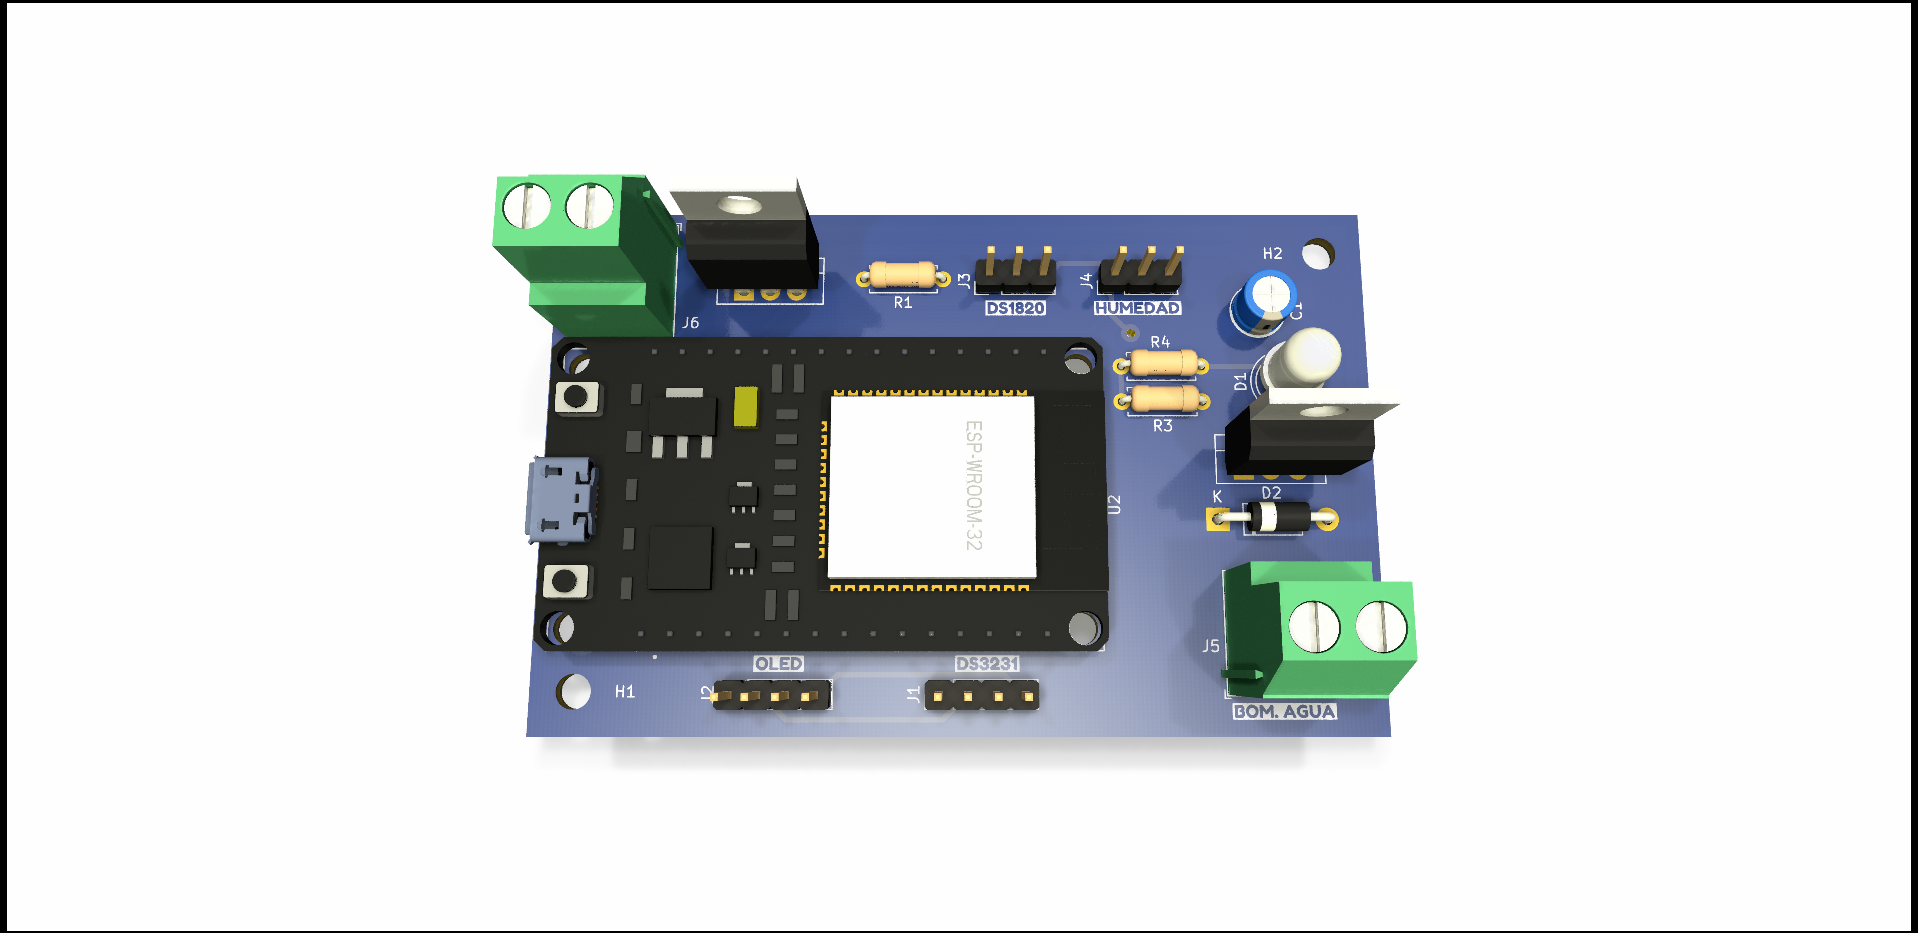 H2
J3
J4
C1
R1
DS1820
HUMEDAD
J6
R4
D1
R3
ESP-WROOM-32
U2
K
D2
J5
OLED
DS3231
H1
J2
J1
BOM. AGUA